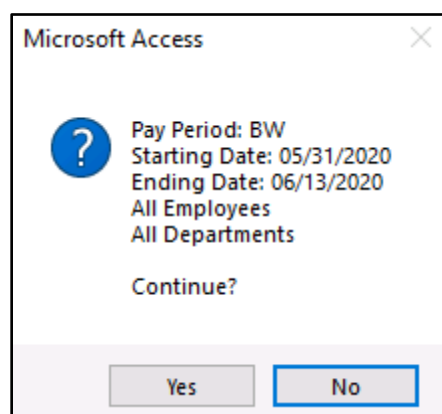 Microsoft Access
Pay Period: BW
Starting Date: 05/31/2020
Ending Date: 06/13/2020
All Employees
All Departments
Continue?
Yes
No